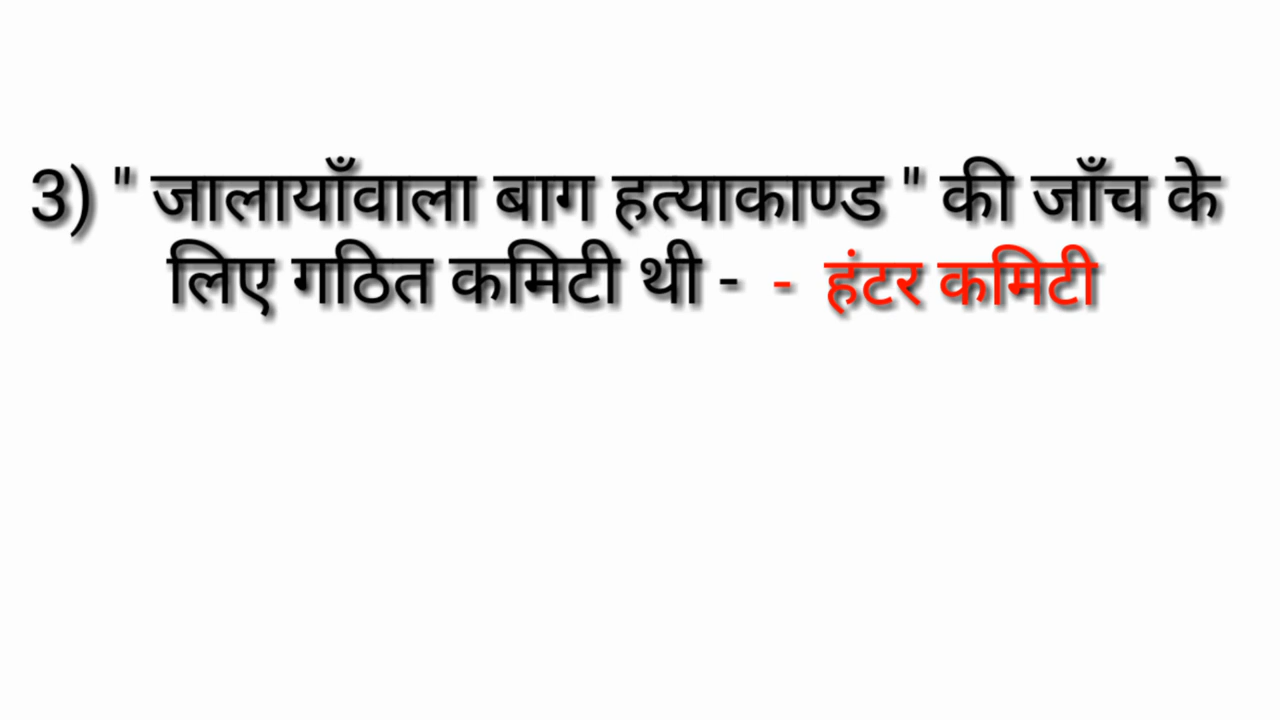 3) " जालायाँवाला बाग हत्याकाण्ड " की जाँच के
लिए गठित कमिटी थी - - हंटर कमिटी